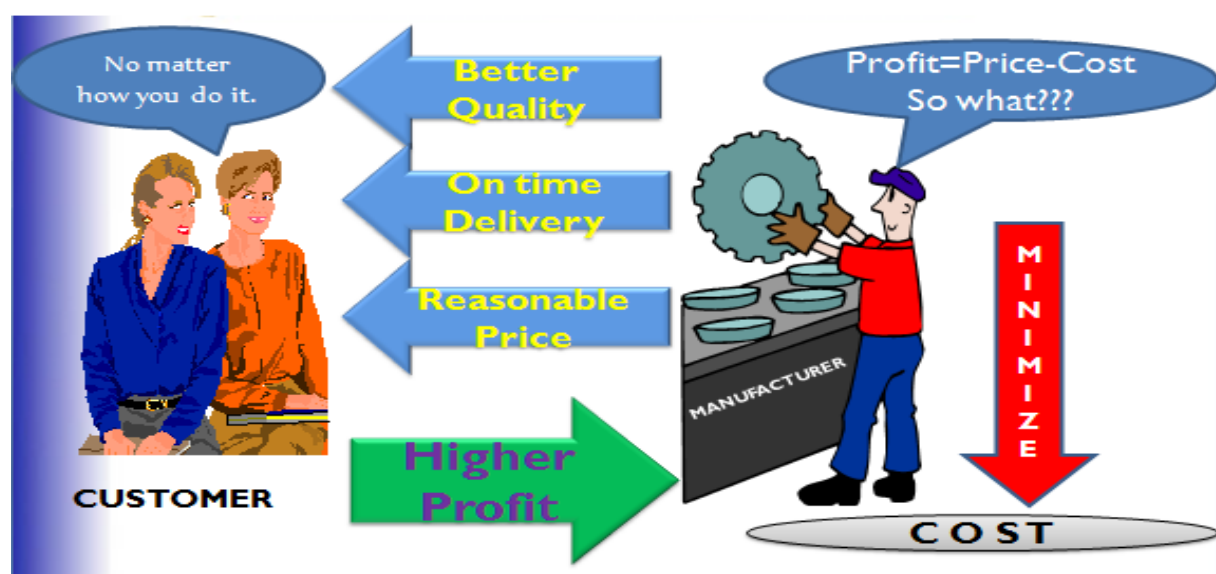 No matter
how you do it.
Better
Quality
On time
Delivery
Reasonable
Price
Higher
Profit
CUSTOMER
Profit=Price-Cost
So what???
MANUFACTURER
MINIMIZE
COST